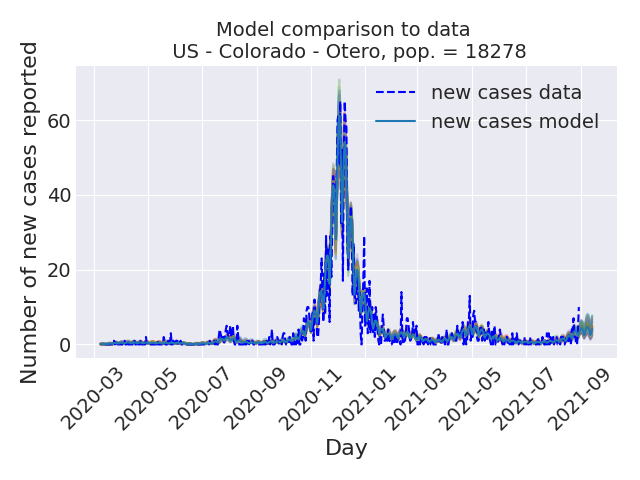 Model comparison to data
US - Colorado - Otero, pop. = 18278
new cases data
new cases model
Number of new cases reported
60
40
20
0
2020-03
2020-05
2020-07
2020-09
2020-11
2021-01
2021-03
2021-05
2021-07
2021-09
Day